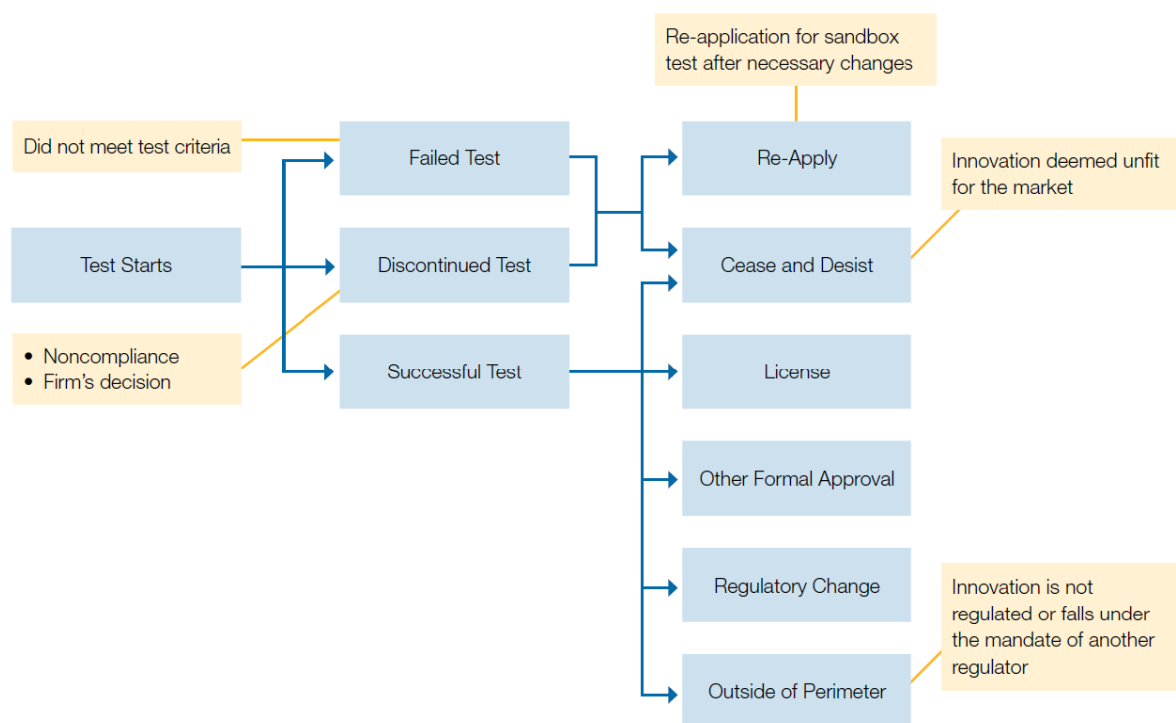 Re-application for sandbox
test after necessary changes
Did not meet test criteria
Failed Test
Re-Apply
Innovation deemed unfit
for the market
Test Starts
Discontinued Test
Cease and Desist
• Noncompliance
• Firm's decision
Successful Test
License
Other Formal Approval
Regulatory Change
Innovation is not
regulated or falls under
the mandate of another
regulator
Outside of Perimeter